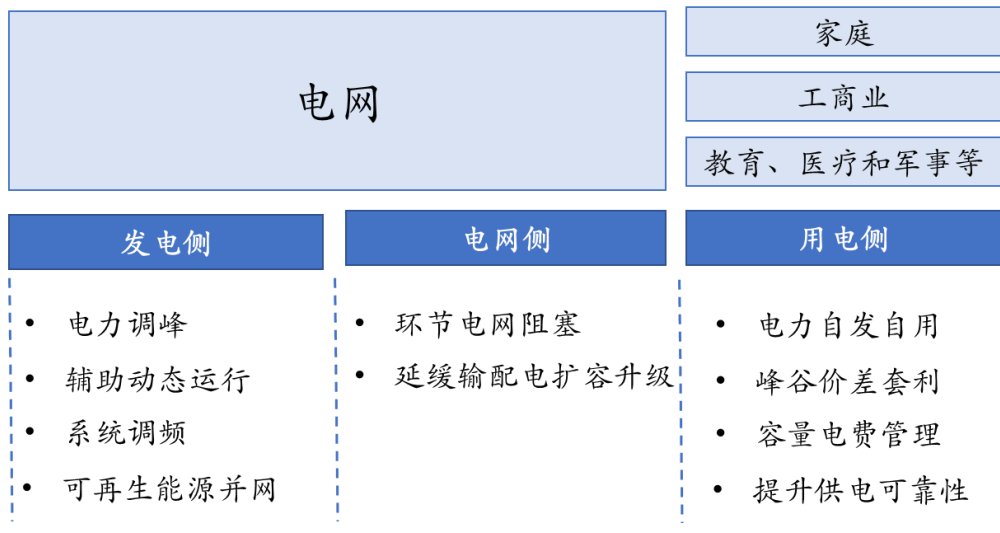 电网
家庭
工商业
教育、医疗和军事等
发电侧
电网侧
用电侧
• 电力调峰
• 辅助动态运行
• 系统调频
• 可再生能源并网
• 环节电网阻塞
• 延缓输配电扩容升级
• 电力自发自用
• 峰谷价差套利
• 容量电费管理
• 提升供电可靠性